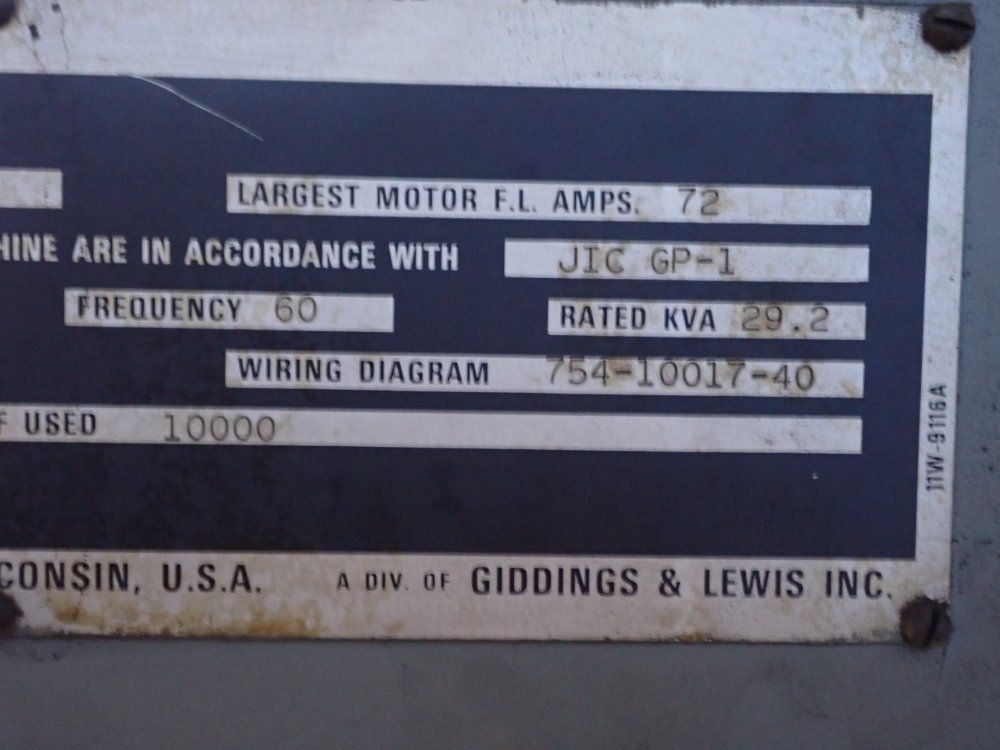 LARGEST MOTOR F.L. AMPS. 72
HINE ARE IN ACCORDANCE WITH JIC GP-1
FREQUENCY 60 RATED KVA 29.2
WIRING DIAGRAM 754-10017-40
F USED 10000
11W-9116A
CONSIN, U.S.A. A DIV. OF GIDDINGS & LEWIS INC.